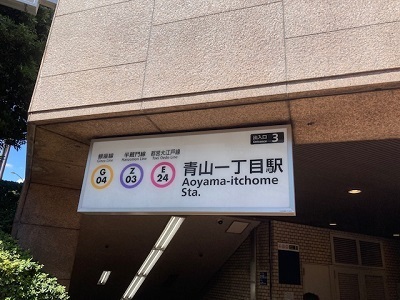 出入口 3
銀座線 半蔵門線 都営大江戸線
Ginza Line Hanzomon Line Toei Oedo Line
G 04 Z 03 E 24
青山一丁目駅
Aoyama-itchome
Sta.